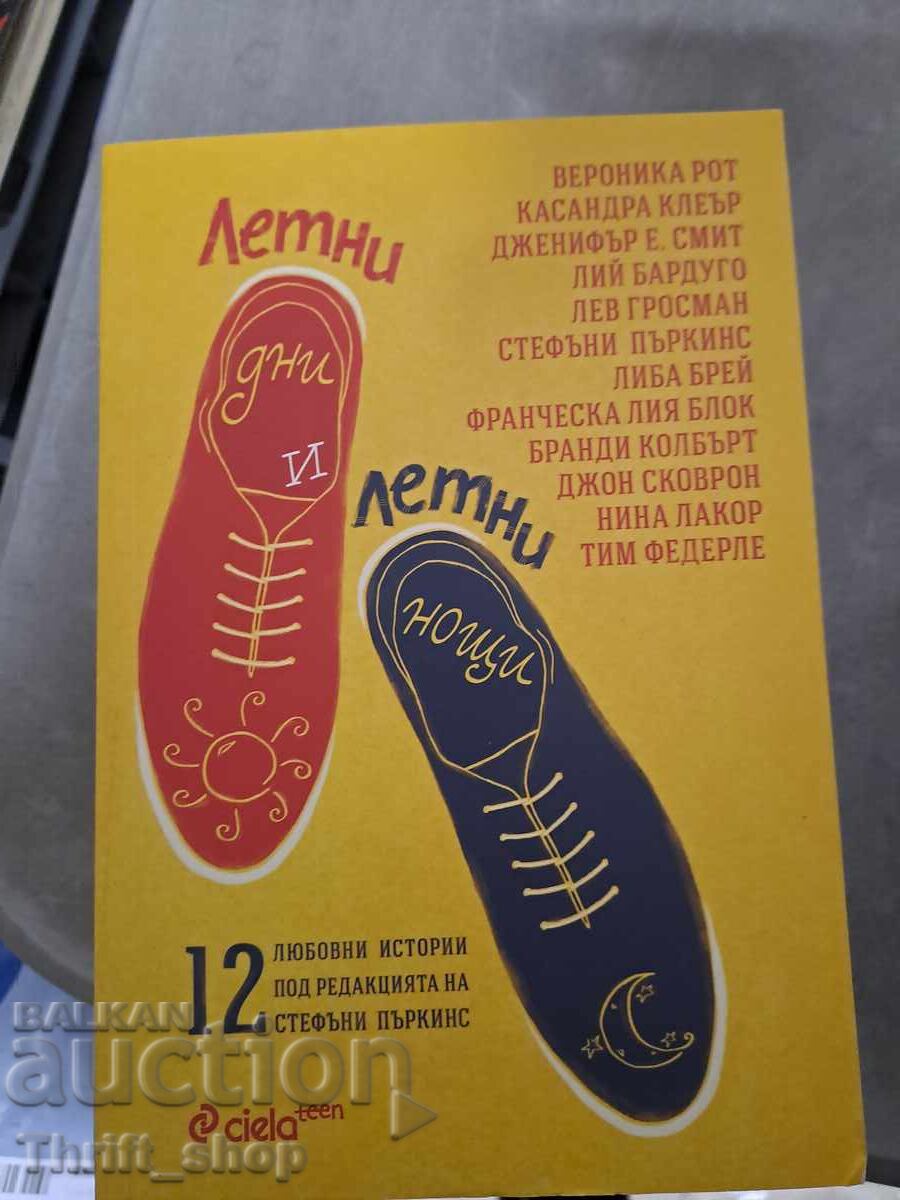 ВЕРОНИКА РОТ
КАСАНДРА КЛЕЪР
ДЖЕНИФЪР Е. СМИТ
ЛИЙ БАРДУГО
ЛЕВ ГРОСМАН
СТЕФЪНИ ПЪРКИНС
ЛИБА БРЕЙ
ФРАНЧЕСКА ЛИЯ БЛОК
БРАНДИ КОЛБЪРТ
ДЖОН СКОВРОН
НИНА ЛАКОР
ТИМ ФЕДЕРЛЕ
Летни
дни
и
летни
нощи
12
ЛЮБОВНИ ИСТОРИИ
ПОД РЕДАКЦИЯТА НА
СТЕФЪНИ ПЪРКИНС
BALKAN
auction
ciela teen
Thrift_shop